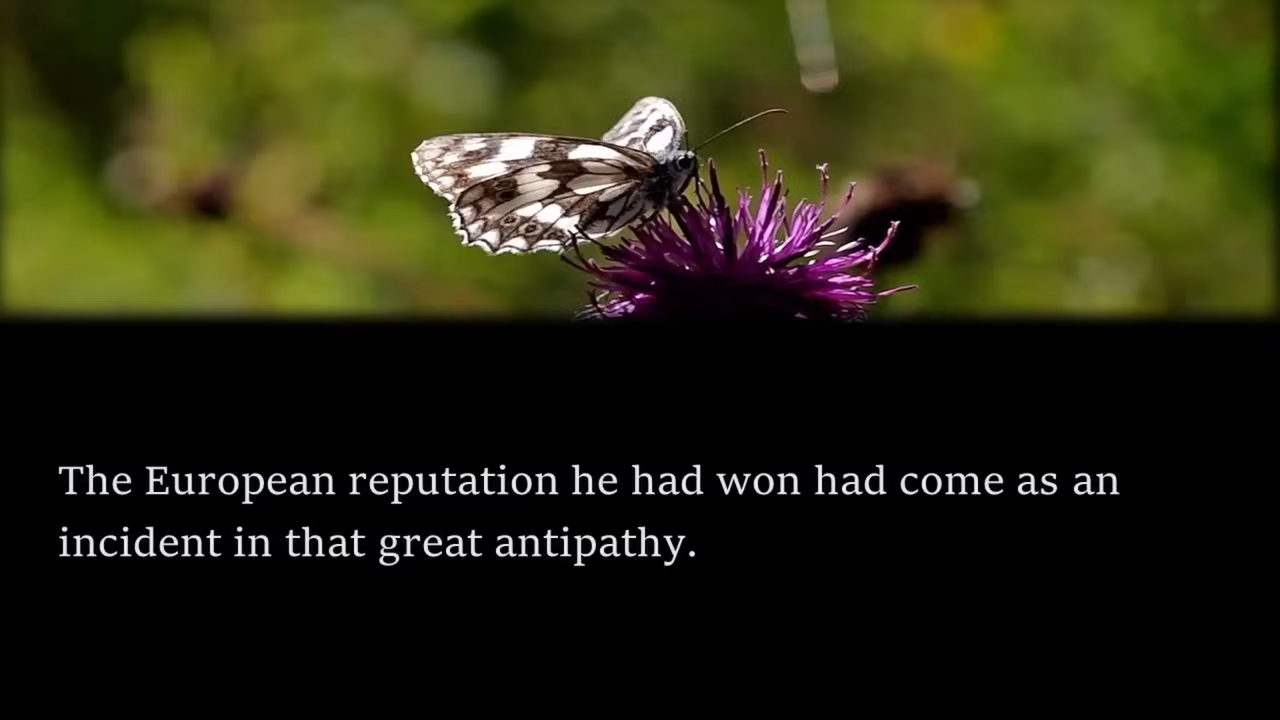 The European reputation he had won had come as an
incident in that great antipathy.